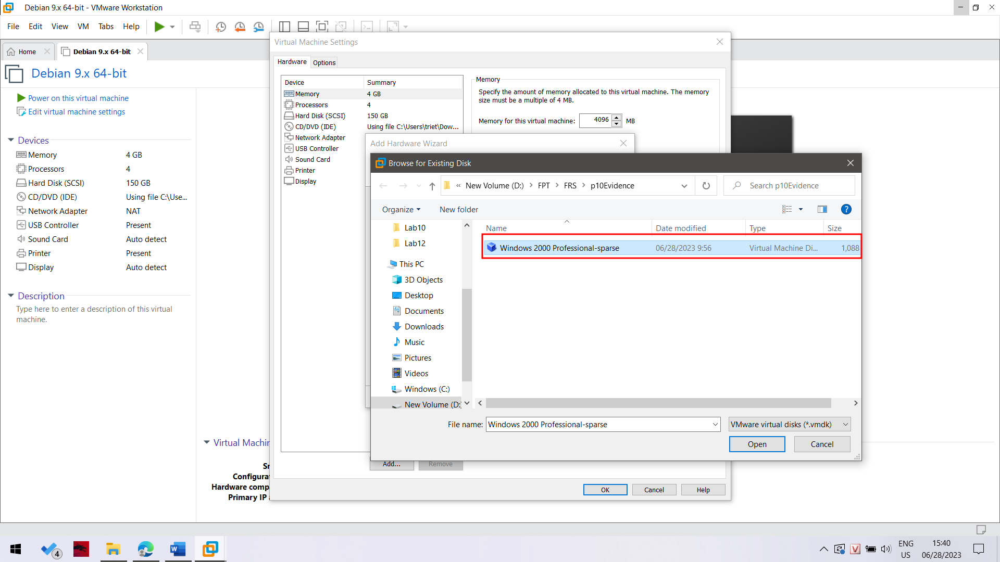 Debian 9.x 64-bit - VMware Workstation
File Edit View VM Tabs Help
Home
Debian 9.x 64-bit
Debian 9.x 64-bit
Power on this virtual machine
Edit virtual machine settings
Devices
Memory 4 GB
Processors 4
Hard Disk (SCSI) 150 GB
CD/DVD (IDE) Using file C:\Use...
Network Adapter NAT
USB Controller Present
Sound Card Auto detect
Printer Present
Display Auto detect
Description
Type here to enter a description of this virtual
machine.
Virtual Machin
Sn
Configurat
Hardware comp
Primary IP a
Virtual Machine Settings
Hardware Options
Device Summary
Memory 4 GB
Processors 4
Hard Disk (SCSI) 150 GB
CD/DVD (IDE) Using file C:\Users\triet\Dow...
Network Adapter
USB Controller
Sound Card
Printer
Display
Memory
Specify the amount of memory allocated to this virtual machine. The memory
size must be a multiple of 4 MB.
Memory for this virtual machine: 4096 MB
Add... Remove
OK Cancel Help
Add Hardware Wizard
Browse for Existing Disk
« New Volume (D:) > FPT > FRS > p10Evidence
Search p10Evidence
Organize New folder
Lab10
Lab12
This PC
3D Objects
Desktop
Documents
Downloads
Music
Pictures
Videos
Windows (C:)
New Volume (D:)
Name Date modified Type Size
Windows 2000 Professional-sparse 06/28/2023 9:56 Virtual Machine Di... 1,088
File name: Windows 2000 Professional-sparse VMware virtual disks (*.vmdk)
Open Cancel
4
ENG
US
15:40
06/28/2023